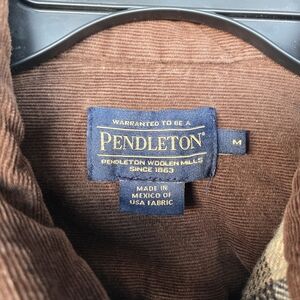 WARRANTED TO BE A
PENDLETON®
M
PENDLETON WOOLEN MILLS
SINCE 1863
MADE IN
MEXICO OF
USA FABRIC